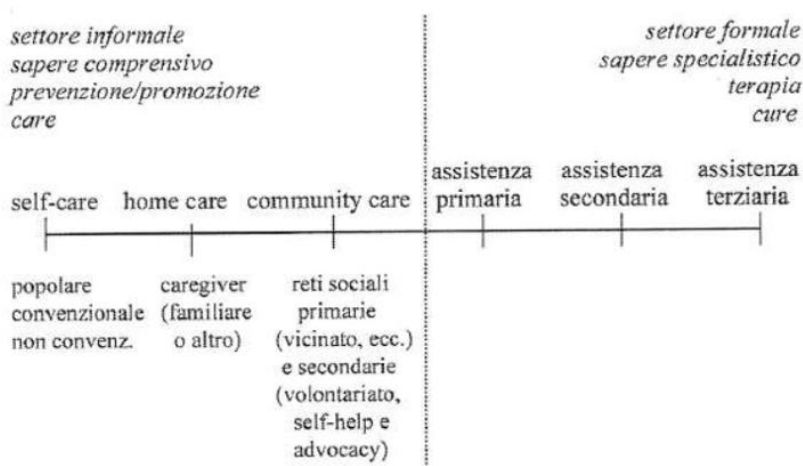 settore informale
sapere comprensivo
prevenzione/promozione
care
settore formale
sapere specialistico
terapia
cure
self-care
home care
community care
assistenza
primaria
assistenza
secondaria
assistenza
terziaria
popolare
convenzionale
non convenz.
caregiver
(familiare
o altro)
reti sociali
primarie
(vicinato, ecc.)
e secondarie
(volontariato,
self-help e
advocacy)